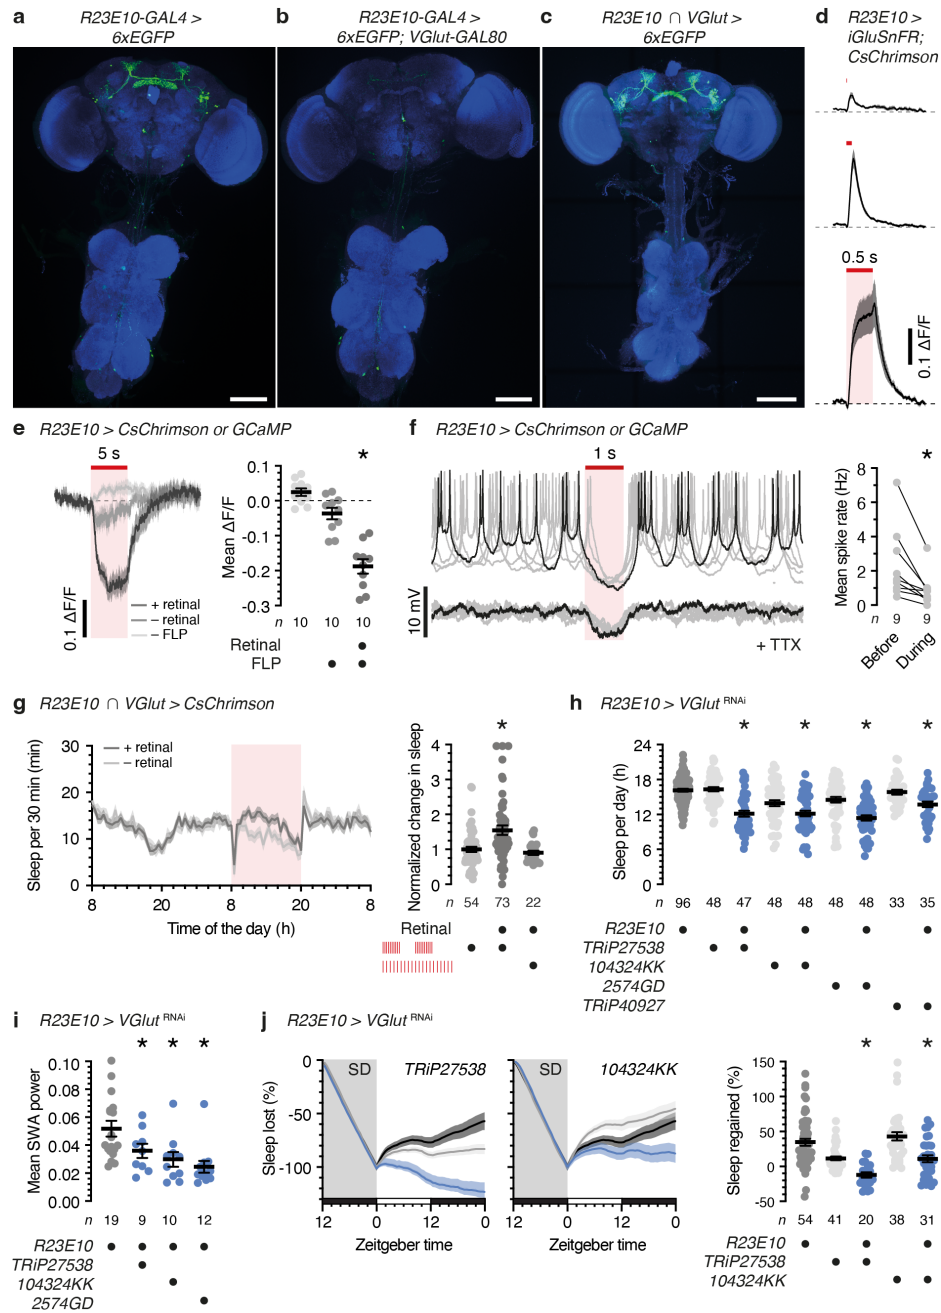 a
R23E10-GAL4 >
6xEGFP
b
R23E10-GAL4 >
6xEGFP; VGlut-GAL80
c
R23E10 ∩ VGlut >
6xEGFP
d
R23E10 >
iGluSnFR;
CsChrimson
0.5 s
0.1 ΔF/F
e
R23E10 > CsChrimson or GCaMP
5 s
0.1 ΔF/F
+ retinal
− retinal
− FLP
*
Mean ΔF/F
0.1
0.0
-0.1
-0.2
-0.3
n 10 10 10
Retinal
FLP
f
R23E10 > CsChrimson or GCaMP
1 s
10 mV
+ TTX
*
Mean spike rate (Hz)
8
6
4
2
0
n 9 9
Before
During
g
R23E10 ∩ VGlut > CsChrimson
Sleep per 30 min (min)
30
20
10
0
+ retinal
− retinal
8 20 8 20 8
Time of the day (h)
*
Normalized change in sleep
4
3
2
1
0
n 54 73 22
Retinal
h
R23E10 > VGlut RNAi
* * * *
Sleep per day (h)
24
18
12
6
0
n 96 48 47 48 48 48 48 33 35
R23E10
TRiP27538
104324KK
2574GD
TRiP40927
i
R23E10 > VGlut RNAi
* * *
Mean SWA power
0.10
0.08
0.06
0.04
0.02
0.00
n 19 9 10 12
R23E10
TRiP27538
104324KK
2574GD
j
R23E10 > VGlut RNAi
Sleep lost (%)
0
-50
-100
SD
TRiP27538
12 0 12 0
Zeitgeber time
SD
104324KK
12 0 12 0
Zeitgeber time
* *
Sleep regained (%)
150
100
50
0
-50
n 54 41 20 38 31
R23E10
TRiP27538
104324KK